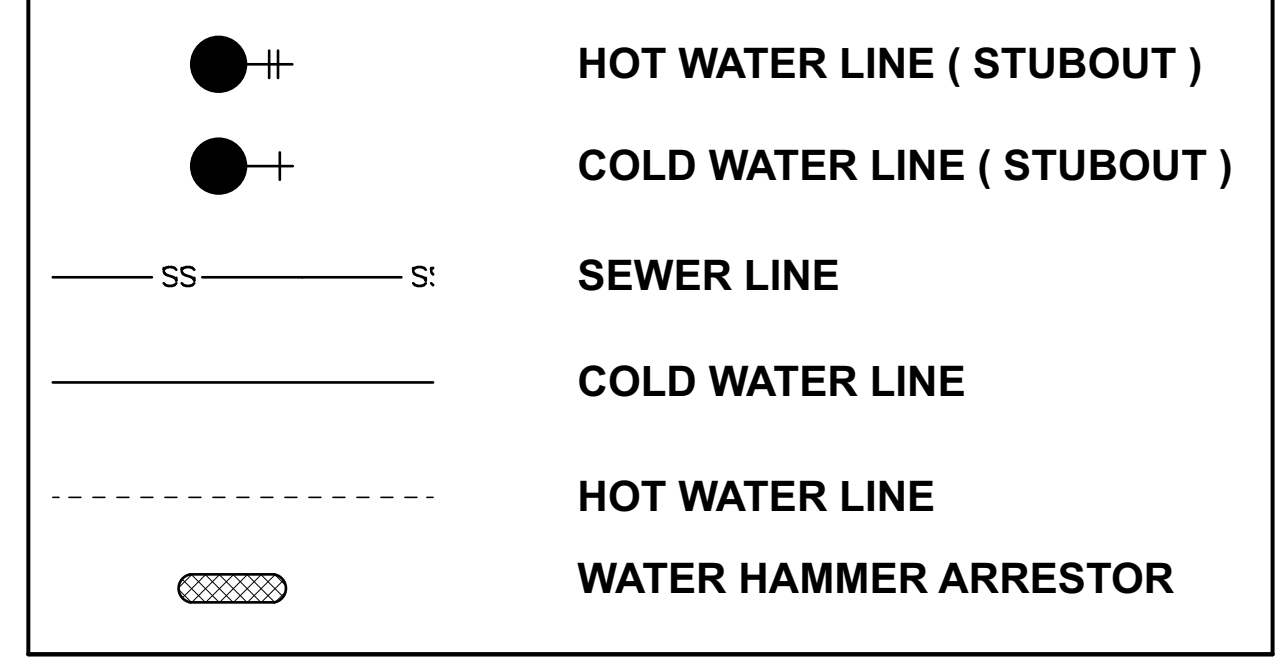 HOT WATER LINE ( STUBOUT )
COLD WATER LINE ( STUBOUT )
SS SEWER LINE
COLD WATER LINE
HOT WATER LINE
WATER HAMMER ARRESTOR